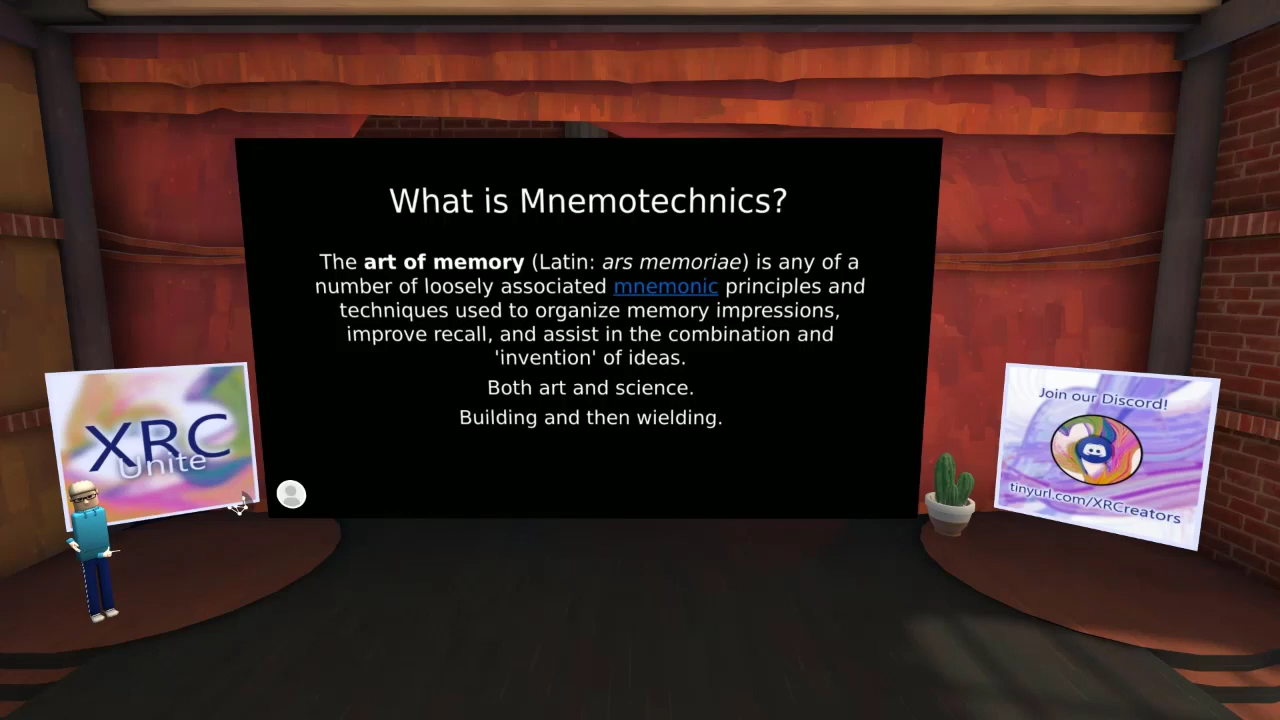 What is Mnemotechnics?
The art of memory (Latin: ars memoriae) is any of a
number of loosely associated mnemonic principles and
techniques used to organize memory impressions,
improve recall, and assist in the combination and
'invention' of ideas.
Both art and science.
Building and then wielding.
XRC
Unite
Join our Discord!
tinyurl.com/XRCreators